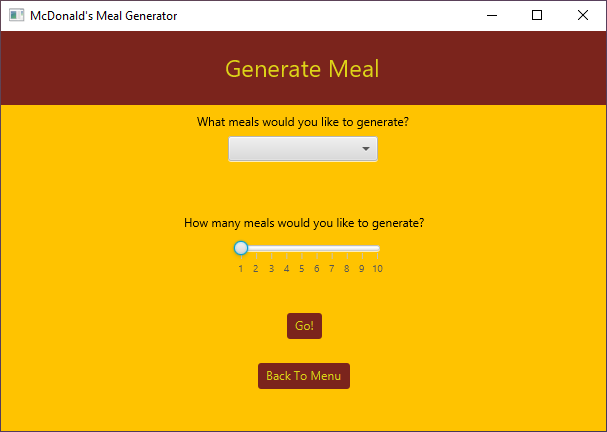 McDonald's Meal Generator
Generate Meal
What meals would you like to generate?
How many meals would you like to generate?
1 2 3 4 5 6 7 8 9 10
Go!
Back To Menu